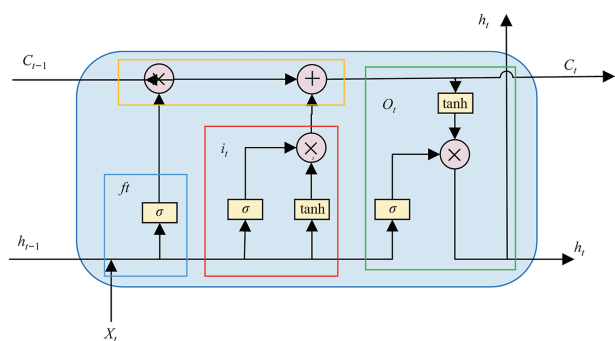 h_t
C_{t-1}
×
+
C_t
O_t
tanh
i_t
×
×
ft
σ
σ
tanh
σ
h_{t-1}
h_t
X_t